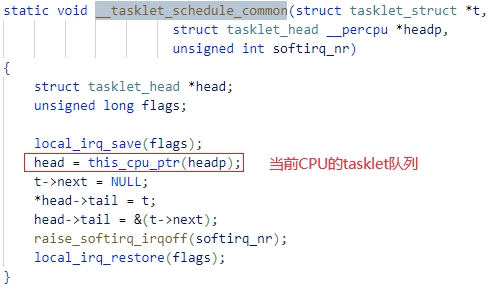 static void __tasklet_schedule_common(struct tasklet_struct *t,
struct tasklet_head __percpu *headp,
unsigned int softirq_nr)
{
struct tasklet_head *head;
unsigned long flags;
local_irq_save(flags);
head = this_cpu_ptr(headp); 当前CPU的tasklet队列
t->next = NULL;
*head->tail = t;
head->tail = &(t->next);
raise_softirq_irqoff(softirq_nr);
local_irq_restore(flags);
}